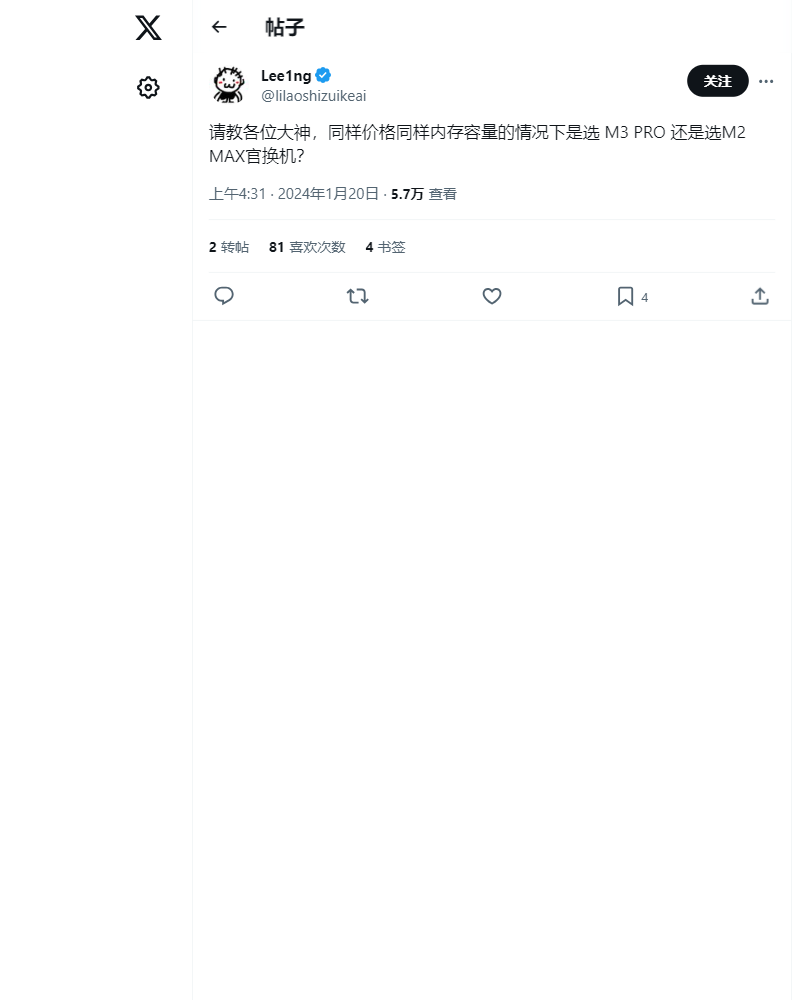 帖子
Lee1ng
@lilaoshizuikeai
关注
请教各位大神，同样价格同样内存容量的情况下是选 M3 PRO 还是选M2
MAX官换机？
上午4:31 · 2024年1月20日 · 5.7万 查看
2 转帖 81 喜欢次数 4 书签
4